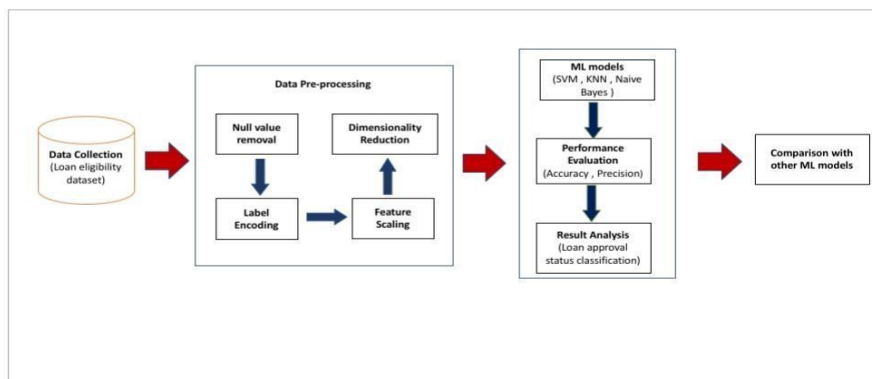 Data Collection
(Loan eligibility
dataset)
Data Pre-processing
Null value
removal
Label
Encoding
Feature
Scaling
Dimensionality
Reduction
ML models
(SVM , KNN , Naive
Bayes )
Performance
Evaluation
(Accuracy , Precision)
Result Analysis
(Loan approval
status classification)
Comparison with
other ML models